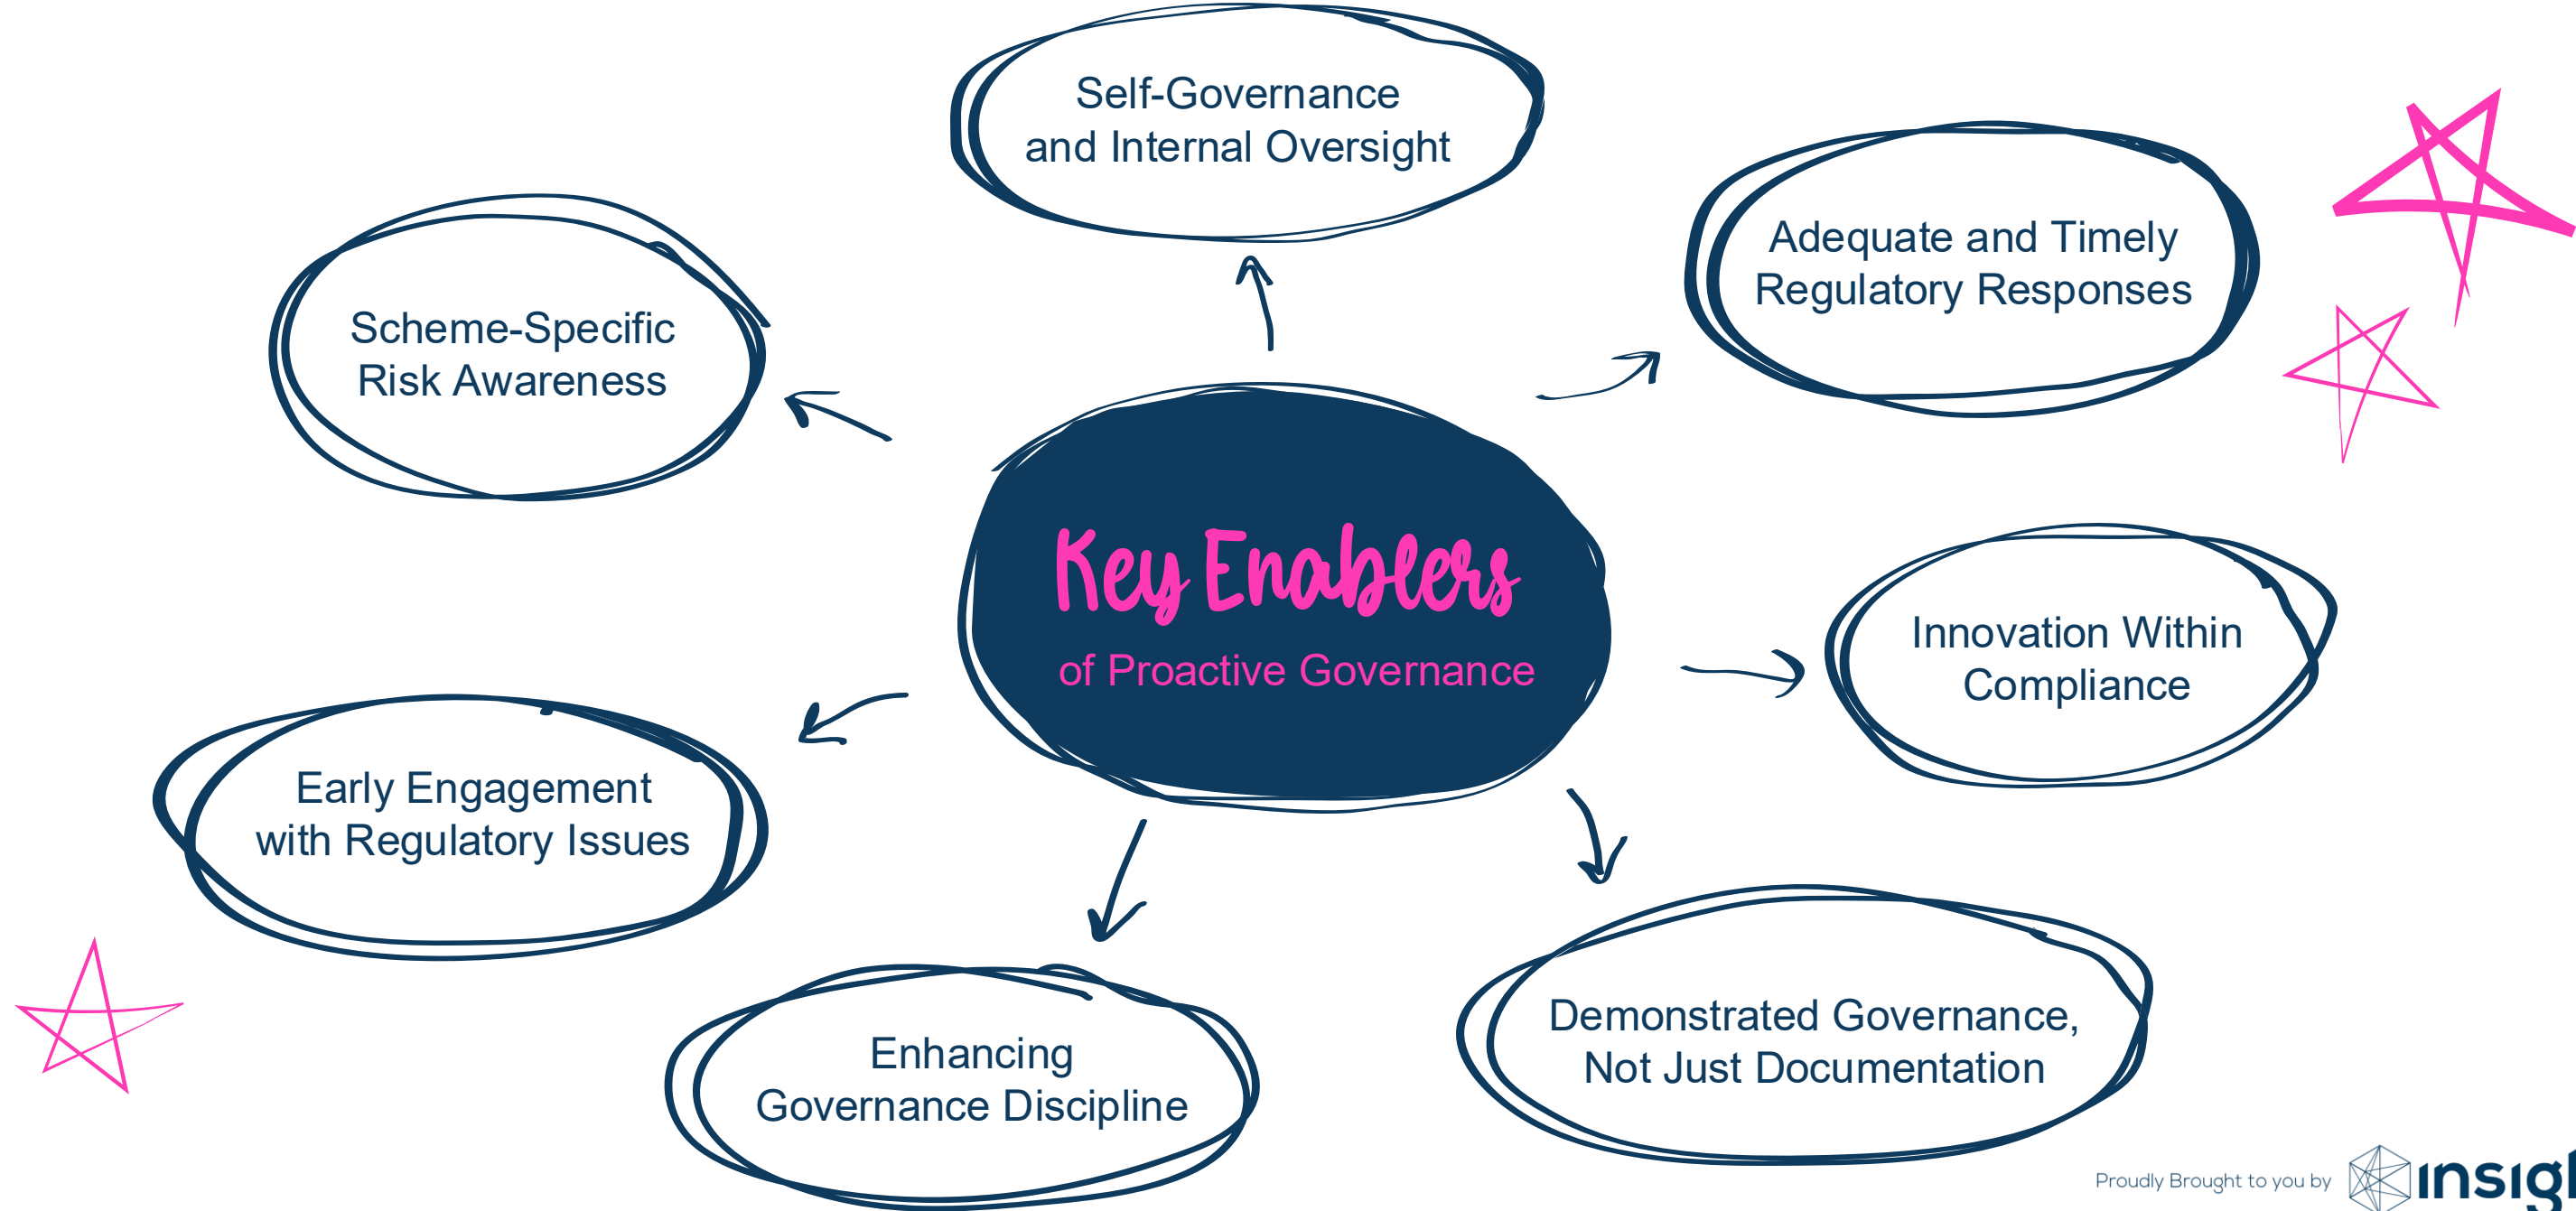 Self-Governance
and Internal Oversight
Adequate and Timely
Regulatory Responses
Scheme-Specific
Risk Awareness
Key Enablers
of Proactive Governance
Innovation Within
Compliance
Early Engagement
with Regulatory Issues
Demonstrated Governance,
Not Just Documentation
Enhancing
Governance Discipline
Proudly Brought to you by